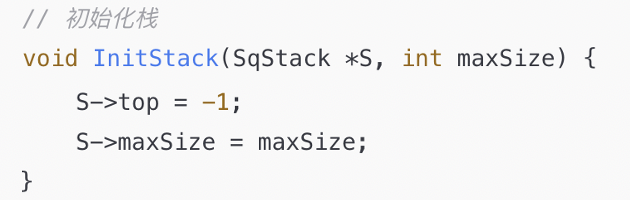 // 初始化栈
void InitStack(SqStack *S, int maxSize) {
    S->top = -1;
    S->maxSize = maxSize;
}